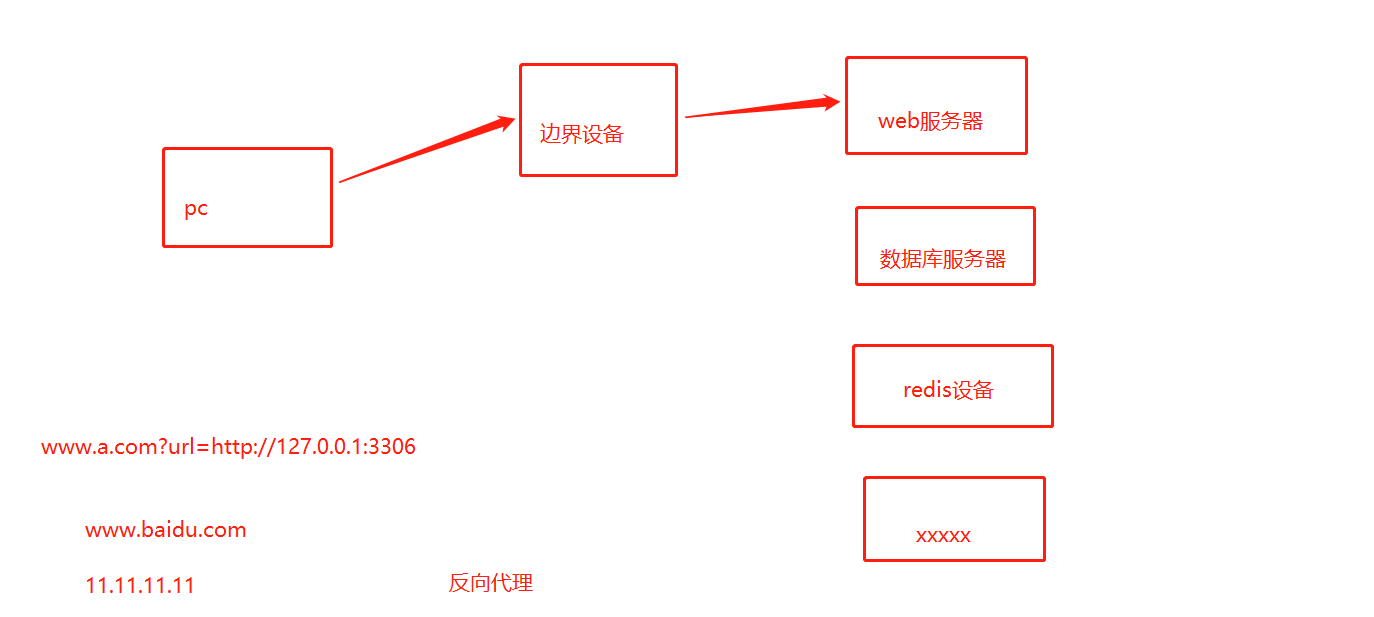 边界设备
web服务器
pc
数据库服务器
redis设备
www.a.com?url=http://127.0.0.1:3306
www.baidu.com
xxxxx
11.11.11.11
反向代理